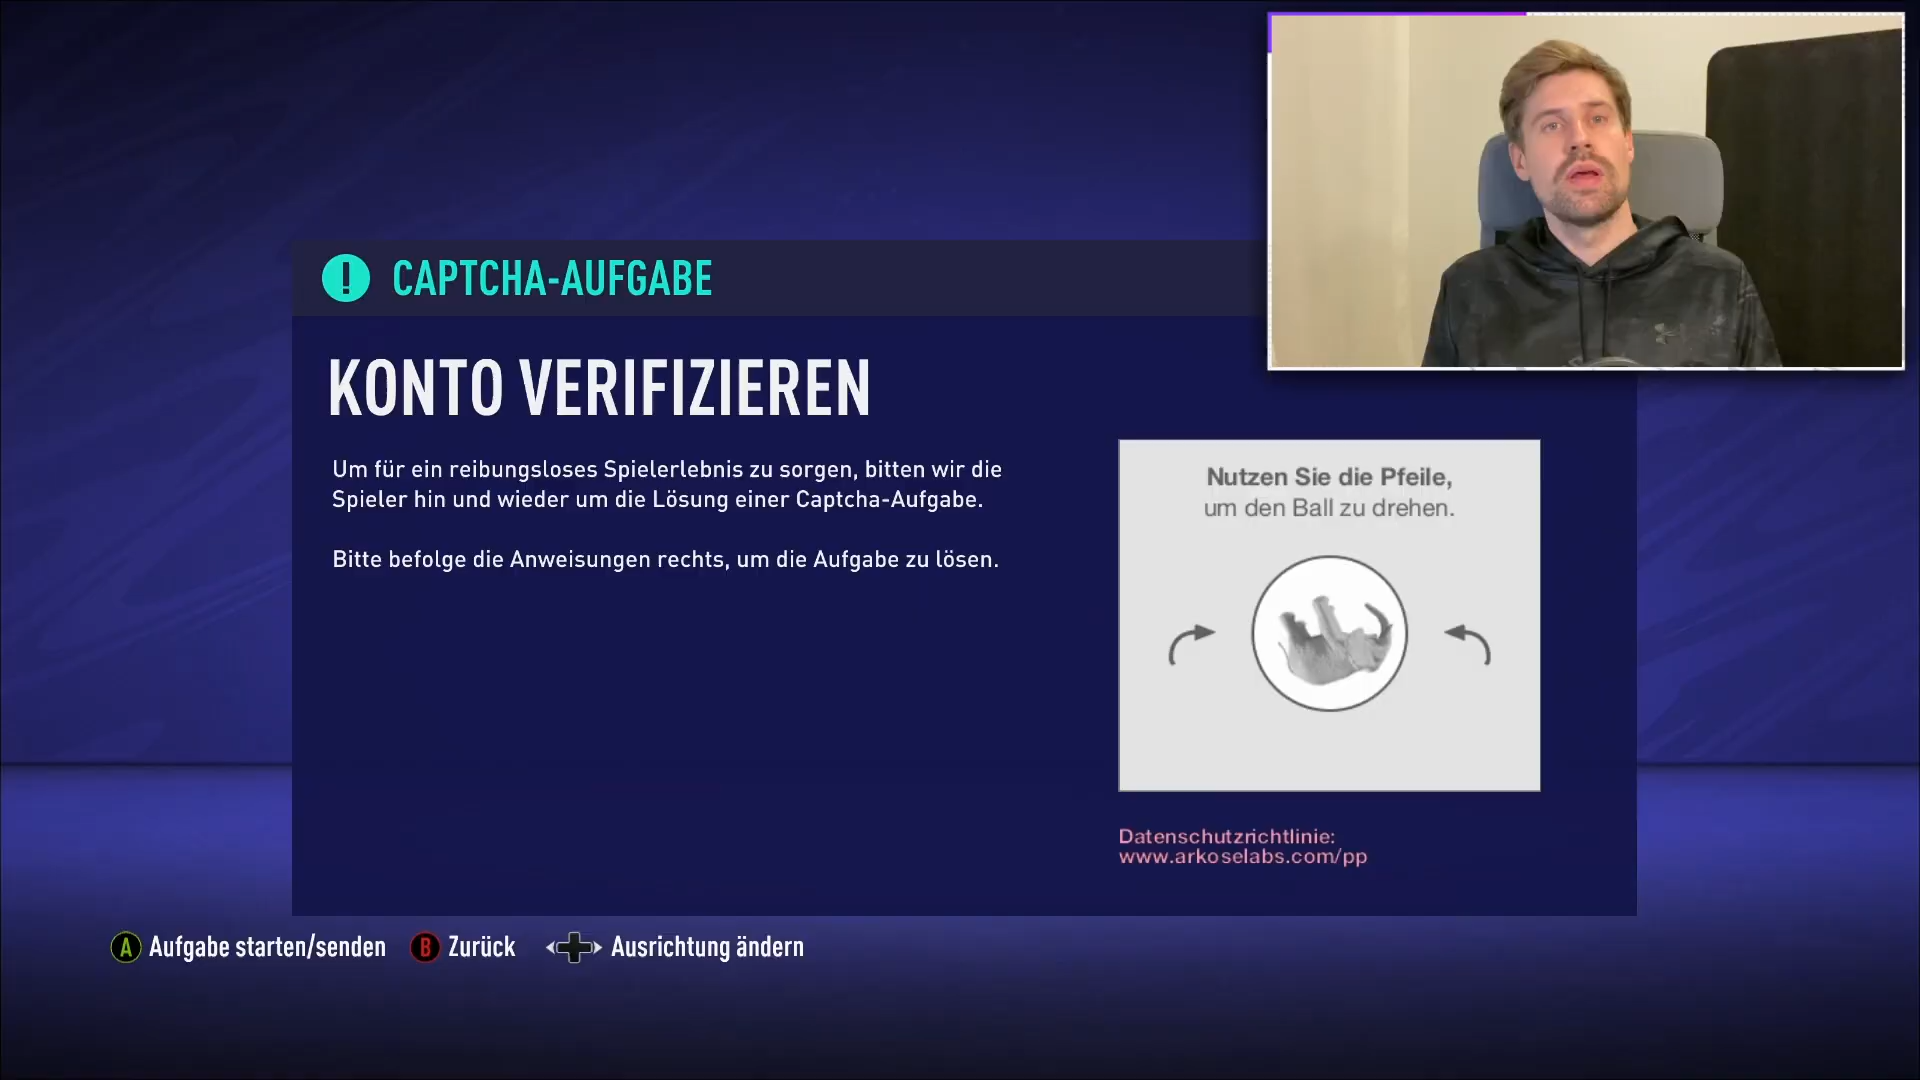 CAPTCHA-AUFGABE
KONTO VERIFIZIEREN
Um für ein reibungsloses Spielerlebnis zu sorgen, bitten wir die
Spieler hin und wieder um die Lösung einer Captcha-Aufgabe.
Bitte befolge die Anweisungen rechts, um die Aufgabe zu lösen.
Nutzen Sie die Pfeile,
um den Ball zu drehen.
Datenschutzrichtlinie:
www.arkoselabs.com/pp
A Aufgabe starten/senden B Zurück Ausrichtung ändern